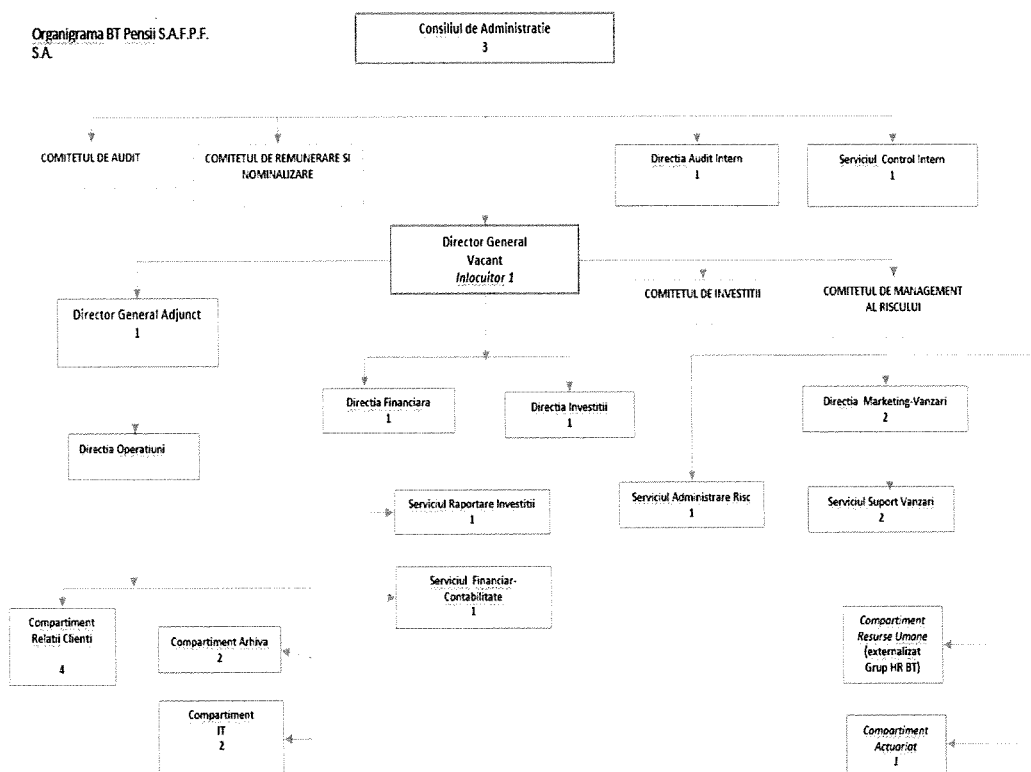 Organigrama BT Pensii S.A.F.P.F.
S.A.
Consiliul de Administratie
3
COMITETUL DE AUDIT
COMITETUL DE REMUNERARE SI
NOMINALIZARE
Directia Audit Intern
1
Serviciul Control Intern
1
Director General
Vacant
Inlocuitor 1
Director General Adjunct
1
COMITETUL DE INVESTITII
COMITETUL DE MANAGEMENT
AL RISCULUI
Directia Financiara
1
Directia Investitii
1
Directia Marketing-Vanzari
2
Directia Operatiuni
Serviciul Raportare Investitii
1
Serviciul Administrare Risc
1
Serviciul Suport Vanzari
2
Serviciul Financiar-
Contabilitate
1
Compartiment
Relatii Clienti
4
Compartiment Arhiva
2
Compartiment
Resurse Umane
(externalizat
Grup HR BT)
Compartiment
IT
2
Compartiment
Actuariat
1